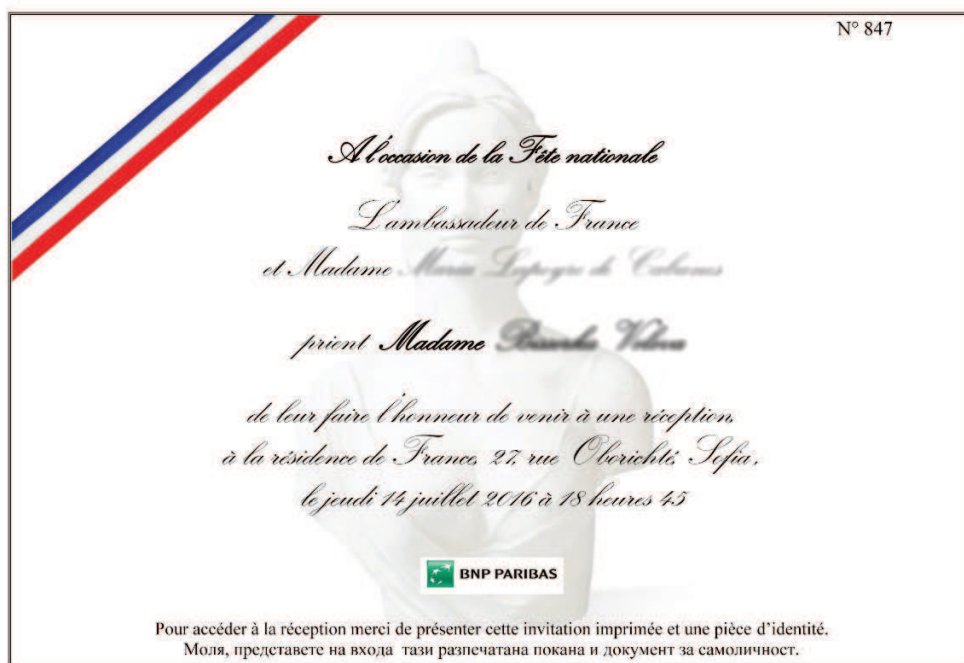 N° 847
A l'occasion de la Fête nationale
L'ambassadeur de France
et Madame
prient Madame
de leur faire l'honneur de venir à une réception,
à la résidence de France, 27, rue Oborichté, Sofia,
le jeudi 14 juillet 2016 à 18 heures 45
BNP PARIBAS
Pour accéder à la réception merci de présenter cette invitation imprimée et une pièce d'identité.
Моля, представете на входа тази разпечатана покана и документ за самоличност.